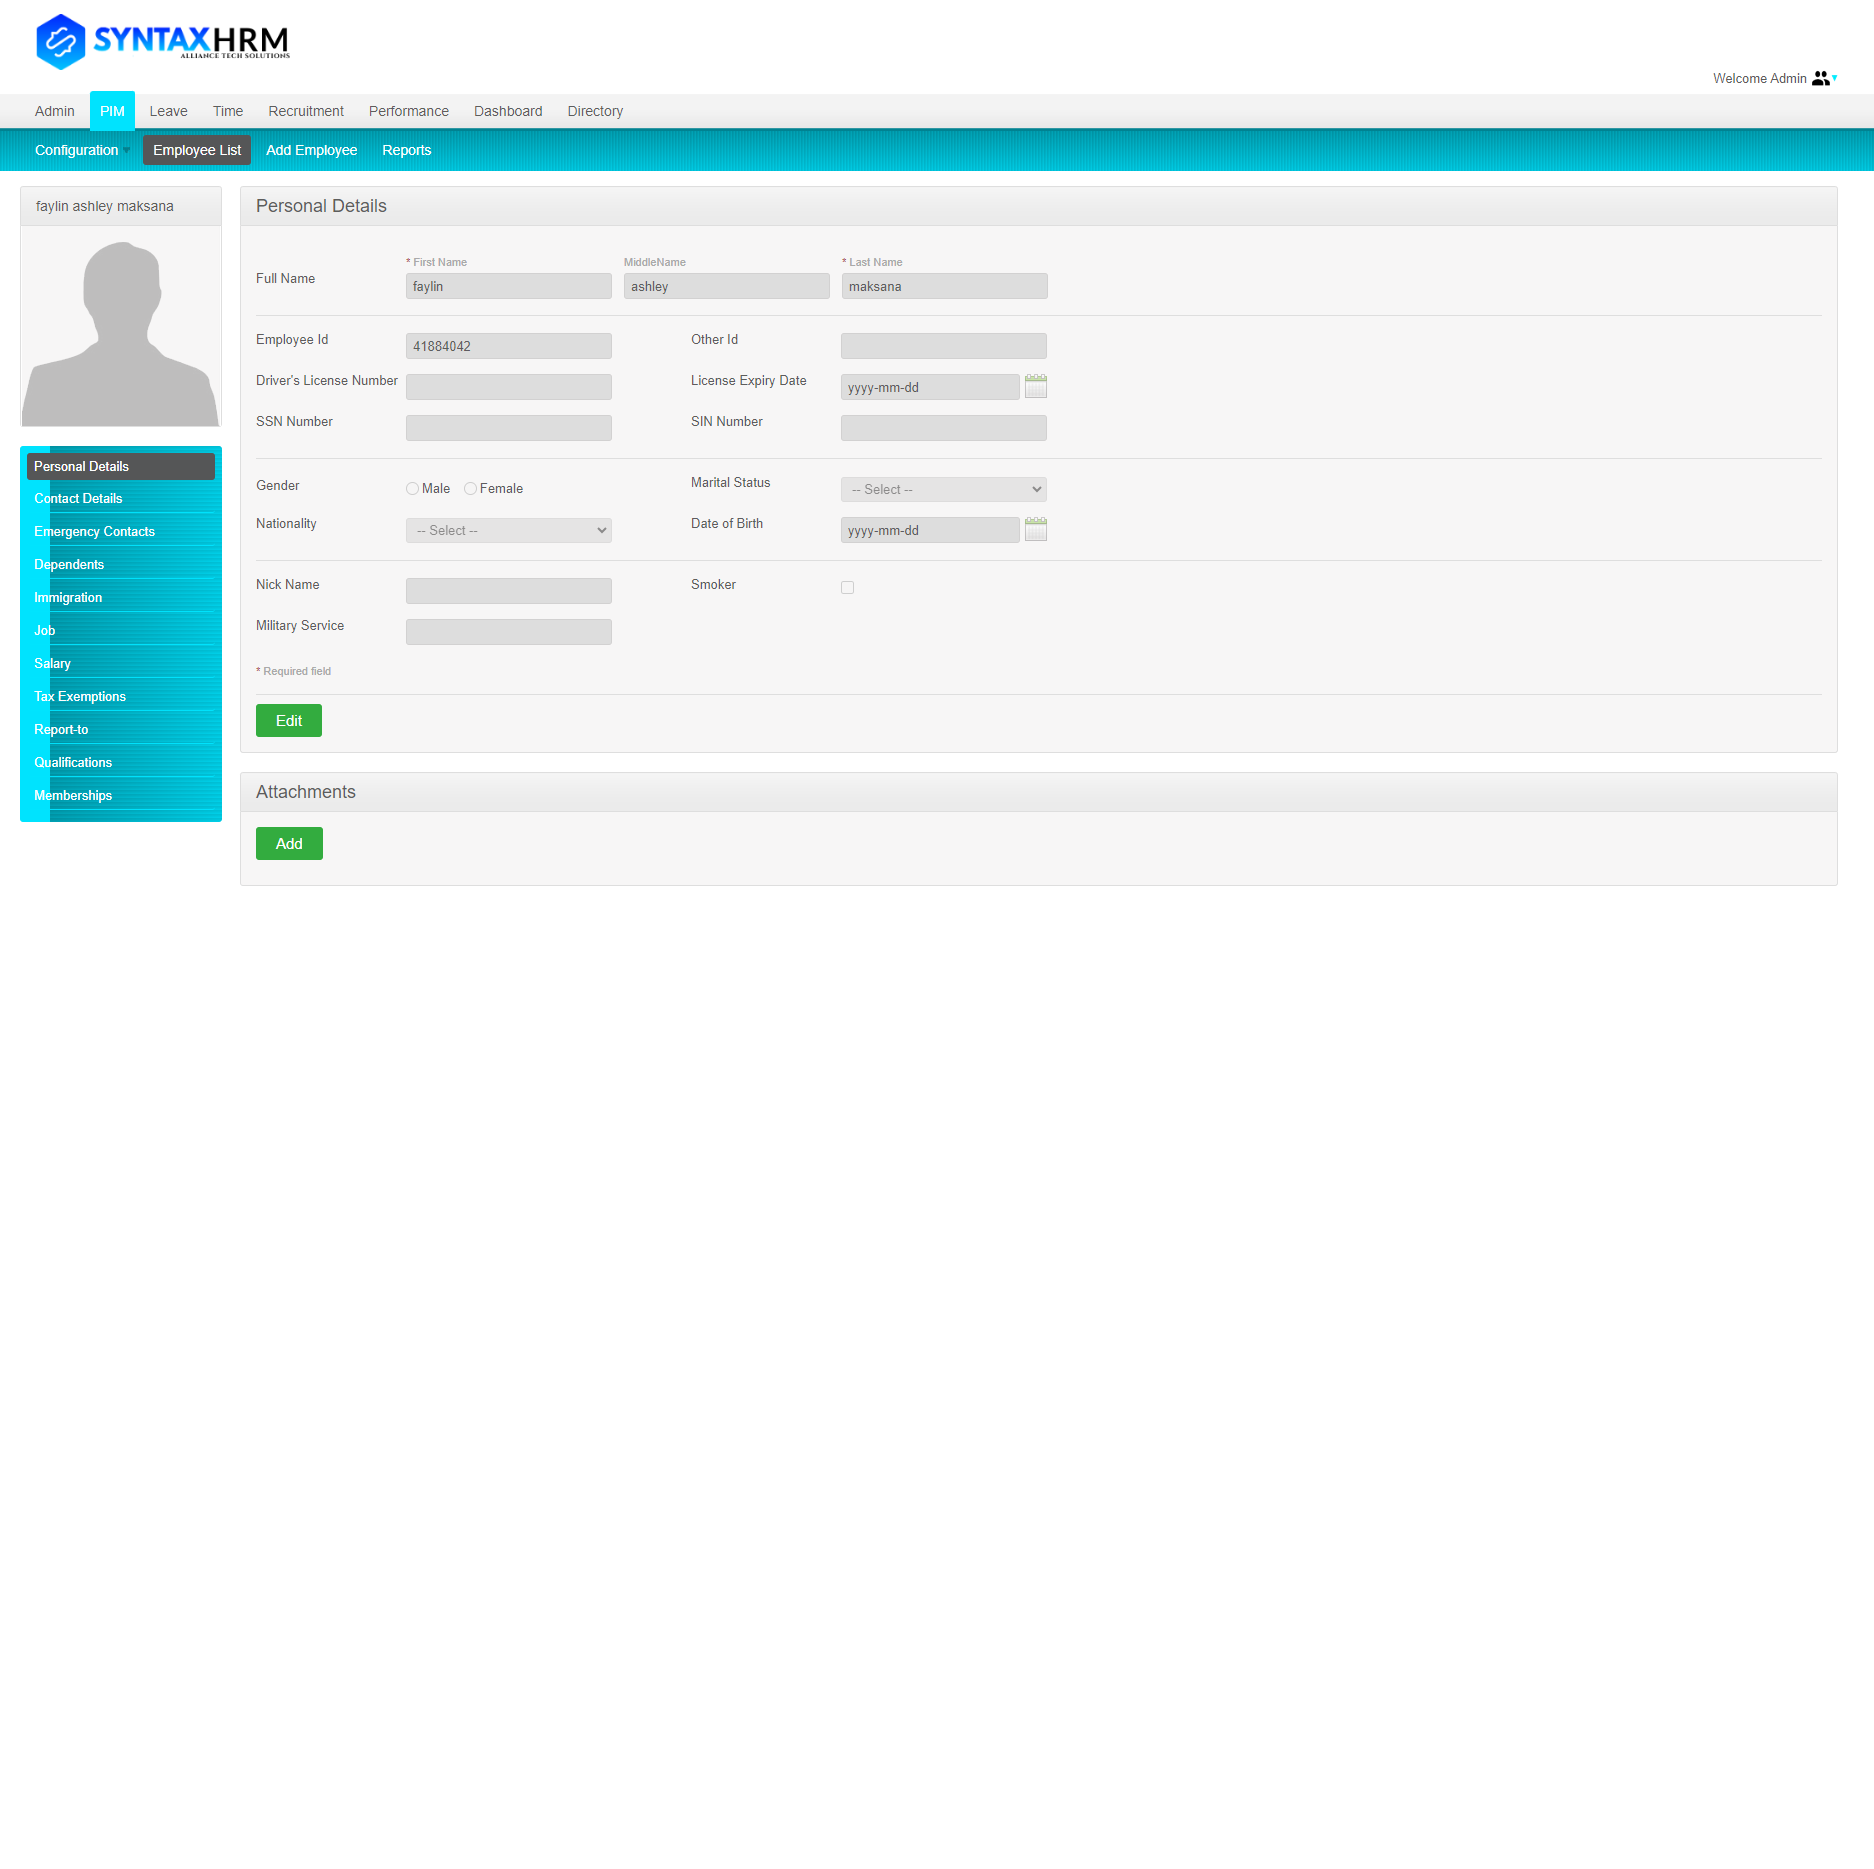 SYNTAXHRM
ALLIANCE TECH SOLUTIONS
Welcome Admin
Admin PIM Leave Time Recruitment Performance Dashboard Directory
Configuration Employee List Add Employee Reports
faylin ashley maksana
Personal Details
Contact Details
Emergency Contacts
Dependents
Immigration
Job
Salary
Tax Exemptions
Report-to
Qualifications
Memberships
Personal Details
* First Name MiddleName * Last Name
Full Name faylin ashley maksana
Employee Id 41884042 Other Id
Driver's License Number License Expiry Date yyyy-mm-dd
SSN Number SIN Number
Gender Male Female Marital Status -- Select --
Nationality -- Select -- Date of Birth yyyy-mm-dd
Nick Name Smoker
Military Service
* Required field
Edit
Attachments
Add